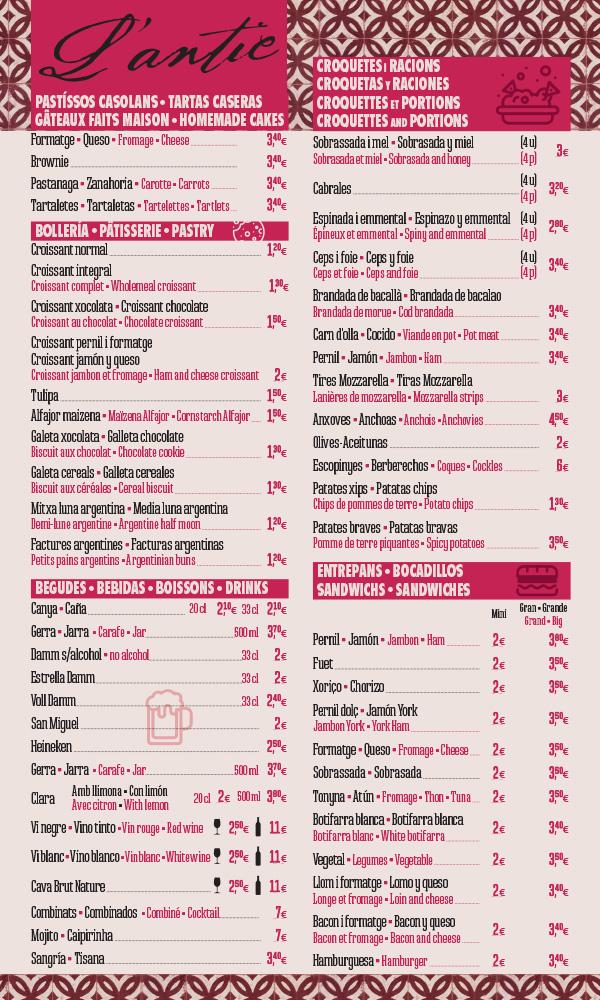 L'antic
PASTÍSSOS CASOLANS • TARTAS CASERAS
GÂTEAUX FAITS MAISON • HOMEMADE CAKES
Formatge • Queso • Fromage • Cheese 3,40€
Brownie 3,40€
Pastanaga • Zanahoria • Carotte • Carrots 3,40€
Tartaletes • Tartaletas • Tartelettes • Tartlets 3,40€
BOLLERÍA • PÂTISSERIE • PASTRY
Croissant normal 1,20€
Croissant integral
Croissant complet • Wholemeal croissant 1,30€
Croissant xocolata • Croissant chocolate
Croissant au chocolat • Chocolate croissant 1,50€
Croissant pernil i formatge
Croissant jamón y queso
Croissant jambon et fromage • Ham and cheese croissant 2€
Tulipa 1,50€
Alfajor maizena • Maïzena Alfajor • Cornstarch Alfajor 1,50€
Galeta xocolata • Galleta chocolate
Biscuit aux chocolat • Chocolate cookie 1,30€
Galeta cereals • Galleta cereales
Biscuit aux céréales • Cereal biscuit 1,30€
Mitxa luna argentina • Media luna argentina
Demi-lune argentine • Argentine half moon 1,20€
Factures argentines • Facturas argentinas
Petits pains argentins • Argentinian buns 1,20€
BEGUDES • BEBIDAS • BOISSONS • DRINKS
Canya • Caña 20 cl 2,10€ 33 cl 2,10€
Gerra • Jarra • Carafe • Jar 500 ml 3,70€
Damm s/alcohol • no alcohol 33 cl 2€
Estrella Damm 33 cl 2€
Voll Damm 33 cl 2,40€
San Miguel 2€
Heineken 2,50€
Gerra • Jarra • Carafe • Jar 500 ml 3,70€
Clara Amb llimona • Con limón
Avec citron • With lemon 20 cl 2€ 500 ml 3,80€
Vi negre • Vino tinto • Vin rouge • Red wine 2,50€ 11€
Vi blanc • Vino blanco • Vin blanc • White wine 2,50€ 11€
Cava Brut Nature 2,50€ 11€
Combinats • Combinados • Combiné • Cocktail 7€
Mojito • Caipirinha 7€
Sangría • Tisana 3,40€
CROQUETES I RACIONS
CROQUETAS Y RACIONES
CROQUETTES ET PORTIONS
CROQUETTES AND PORTIONS
Sobrassada i mel • Sobrasada y miel (4 u)
Sobrasada et miel • Sobrasada and honey (4 p) 3€
Cabrales (4 u) (4 p) 3,20€
Espinada i emmental • Espinazo y emmental (4 u)
Épineux et emmental • Spiny and emmental (4 p) 2,80€
Ceps i foie • Ceps y foie (4 u)
Ceps et foie • Ceps and foie (4 p) 3,40€
Brandada de bacallà • Brandada de bacalao
Brandada de morue • Cod brandada 3,40€
Carn d'olla • Cocido • Viande en pot • Pot meat 3,40€
Pernil • Jamón • Jambon • Ham 3,40€
Tires Mozzarella • Tiras Mozzarella
Lanières de mozzarella • Mozzarella strips 3€
Anxoves • Anchoas • Anchois • Anchovies 4,50€
Olives-Aceitunas 2€
Escopinges • Berberechos • Coques • Cockles 6€
Patates xips • Patatas chips
Chips de pommes de terre • Potato chips 1,30€
Patates braves • Patatas bravas
Pomme de terre piquantes • Spicy potatoes 3,50€
ENTREPANS • BOCADILLOS
SANDWICHS • SANDWICHES
Mini Gran • Grande
Grand • Big
Pernil • Jamón • Jambon • Ham 2€ 3,80€
Fuet 2€ 3,50€
Xoriço • Chorizo 2€ 3,50€
Pernil dolç • Jamón York
Jambon York • York Ham 2€ 3,50€
Formatge • Queso • Fromage • Cheese 2€ 3,50€
Sobrassada • Sobrasada 2€ 3,50€
Tonyna • Atún • Fromage • Thon • Tuna 2€ 3,50€
Botifarra blanca • Botifarra blanca
Botifarra blanc • White botifarra 2€ 3,40€
Vegetal • Legumes • Vegetable 2€ 3,50€
Llom i formatge • Lomo y queso
Longe et fromage • Loin and cheese 2€ 3,40€
Bacon i formatge • Bacon y queso
Bacon et fromage • Bacon and cheese 2€ 3,40€
Hamburguesa • Hamburger 2€ 3,40€